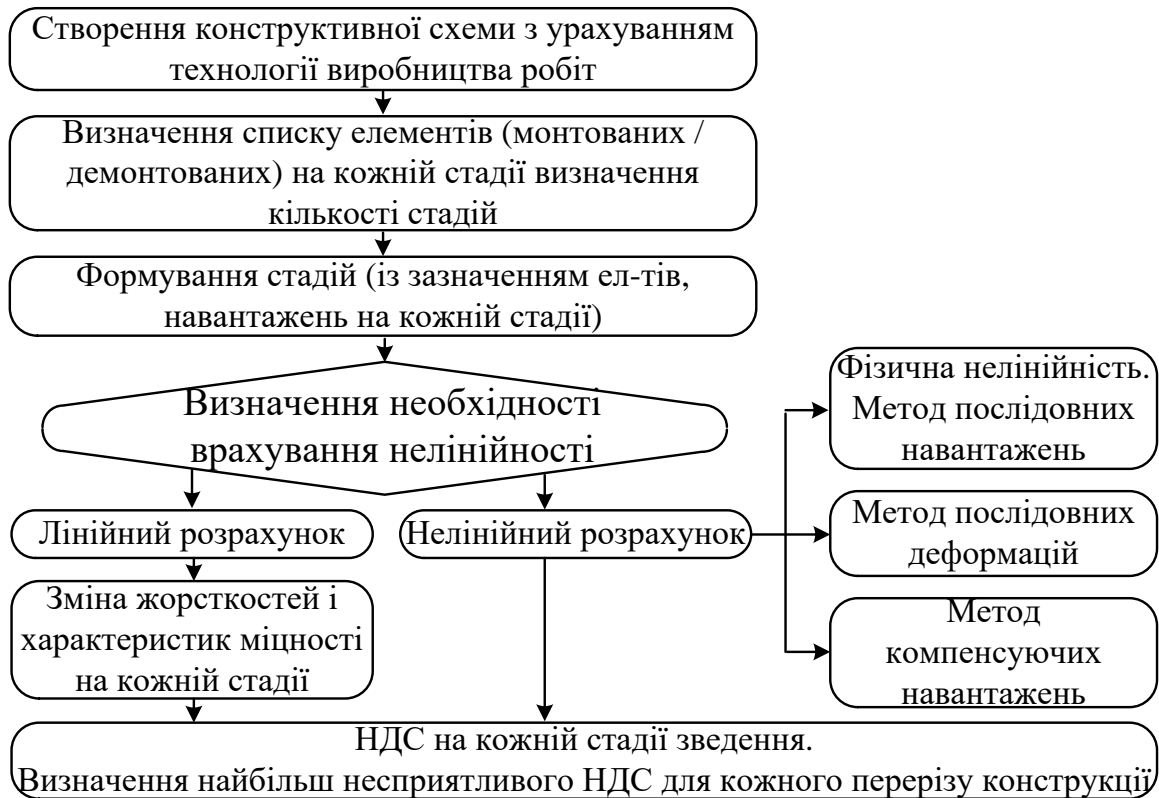 Створення конструктивної схеми з урахуванням
технології виробництва робіт
Визначення списку елементів (монтованих /
демонтованих) на кожній стадії визначення
кількості стадій
Формування стадій (із зазначенням ел-тів,
навантажень на кожній стадії)
Визначення необхідності
врахування нелінійності
Лінійний розрахунок
Нелінійний розрахунок
Фізична нелінійність.
Метод послідовних
навантажень
Метод послідовних
деформацій
Метод
компенсуючих
навантажень
Зміна жорсткостей і
характеристик міцності
на кожній стадії
НДС на кожній стадії зведення.
Визначення найбільш несприятливого НДС для кожного перерізу конструкції